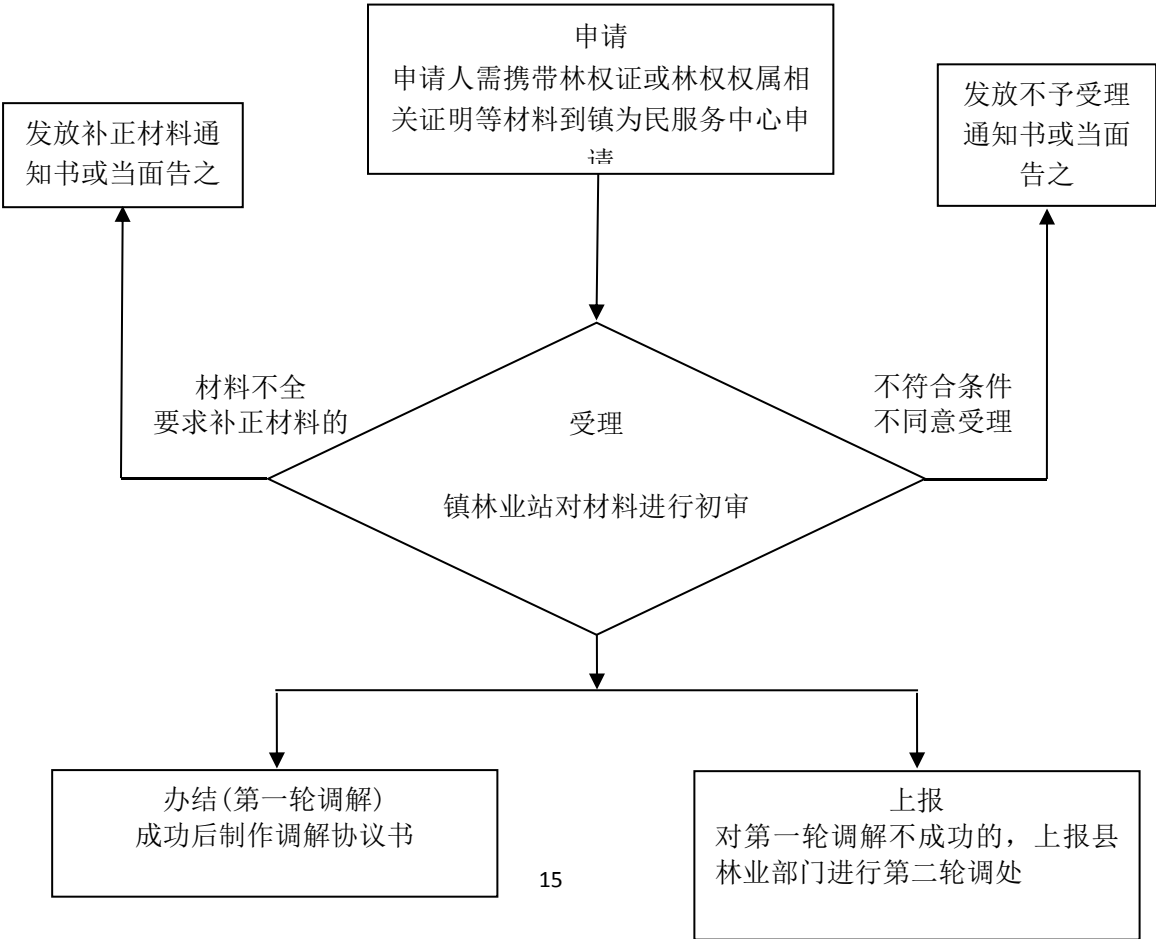 申请
申请人需携带林权证或林权权属相
关证明等材料到镇为民服务中心申
请
发放补正材料通
知书或当面告之
发放不予受理
通知书或当面
告之
材料不全
要求补正材料的
不符合条件
不同意受理
受理
镇林业站对材料进行初审
办结(第一轮调解)
成功后制作调解协议书
上报
对第一轮调解不成功的，上报县
林业部门进行第二轮调处
15